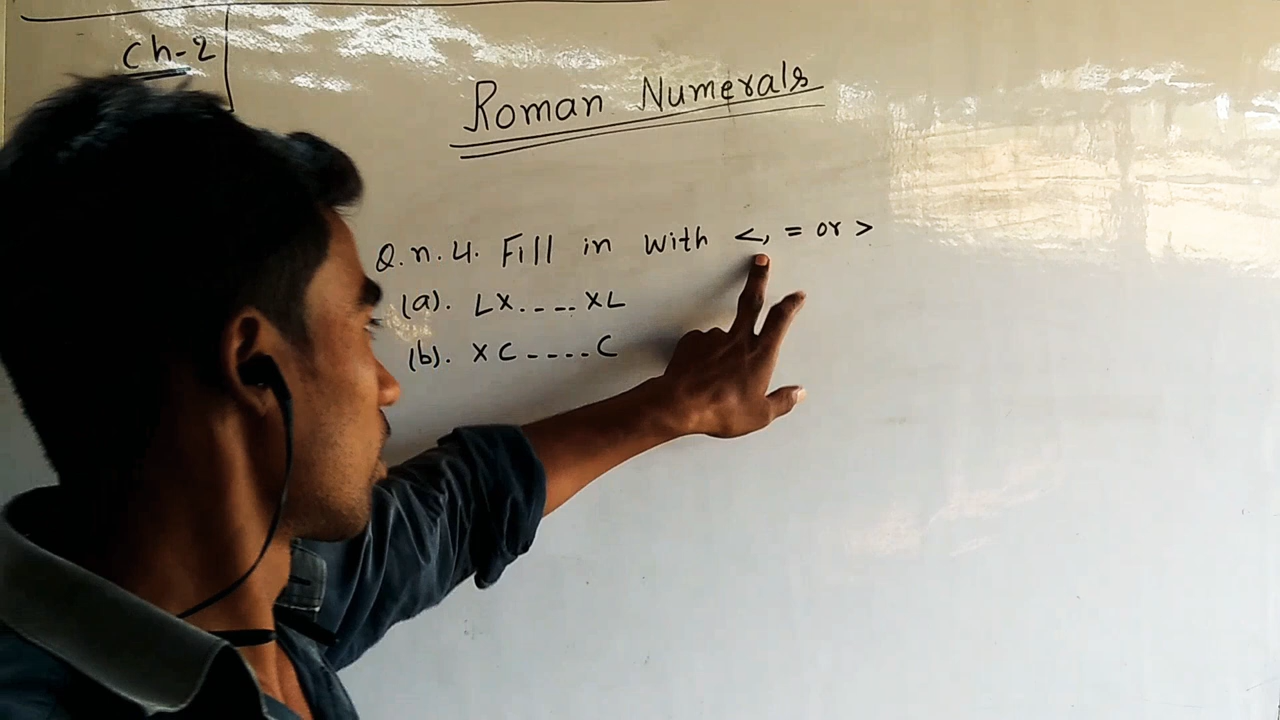 Ch-2
Roman Numerals
Q.n.4. Fill in with <, = or >
(a). LX.----XL
(b). XC-----C